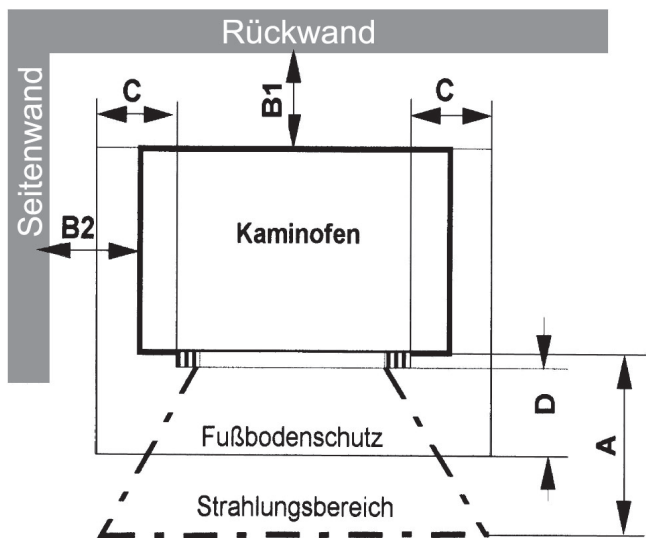 Rückwand
Seitenwand
C
B1
C
B2
Kaminofen
D
A
Fußbodenschutz
Strahlungsbereich